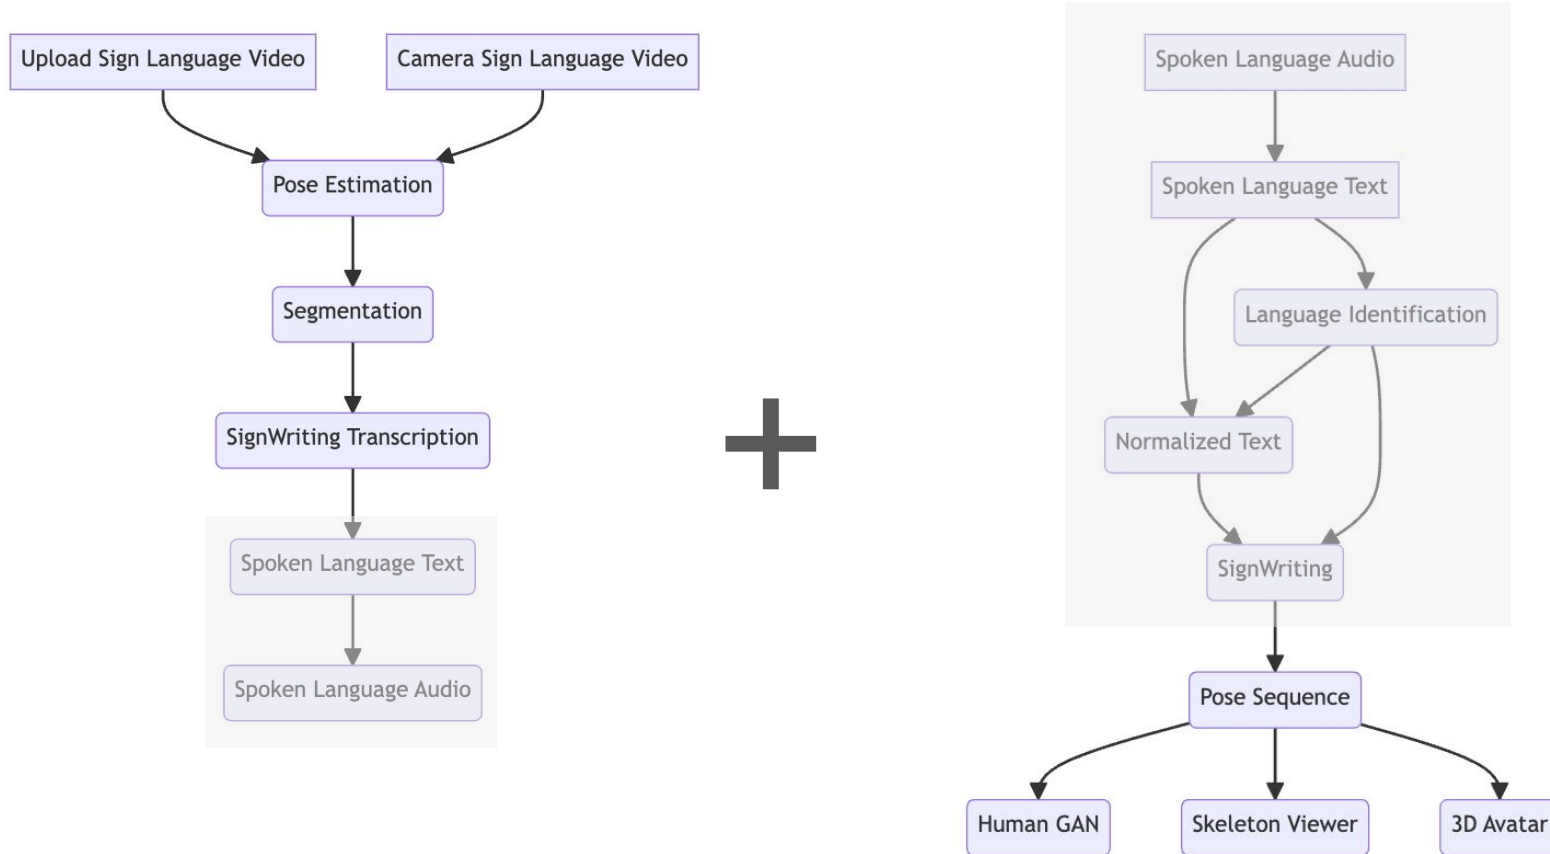 Upload Sign Language Video
Camera Sign Language Video
Pose Estimation
Segmentation
SignWriting Transcription
Spoken Language Text
Spoken Language Audio
Spoken Language Audio
Spoken Language Text
Language Identification
Normalized Text
SignWriting
Pose Sequence
Human GAN
Skeleton Viewer
3D Avatar